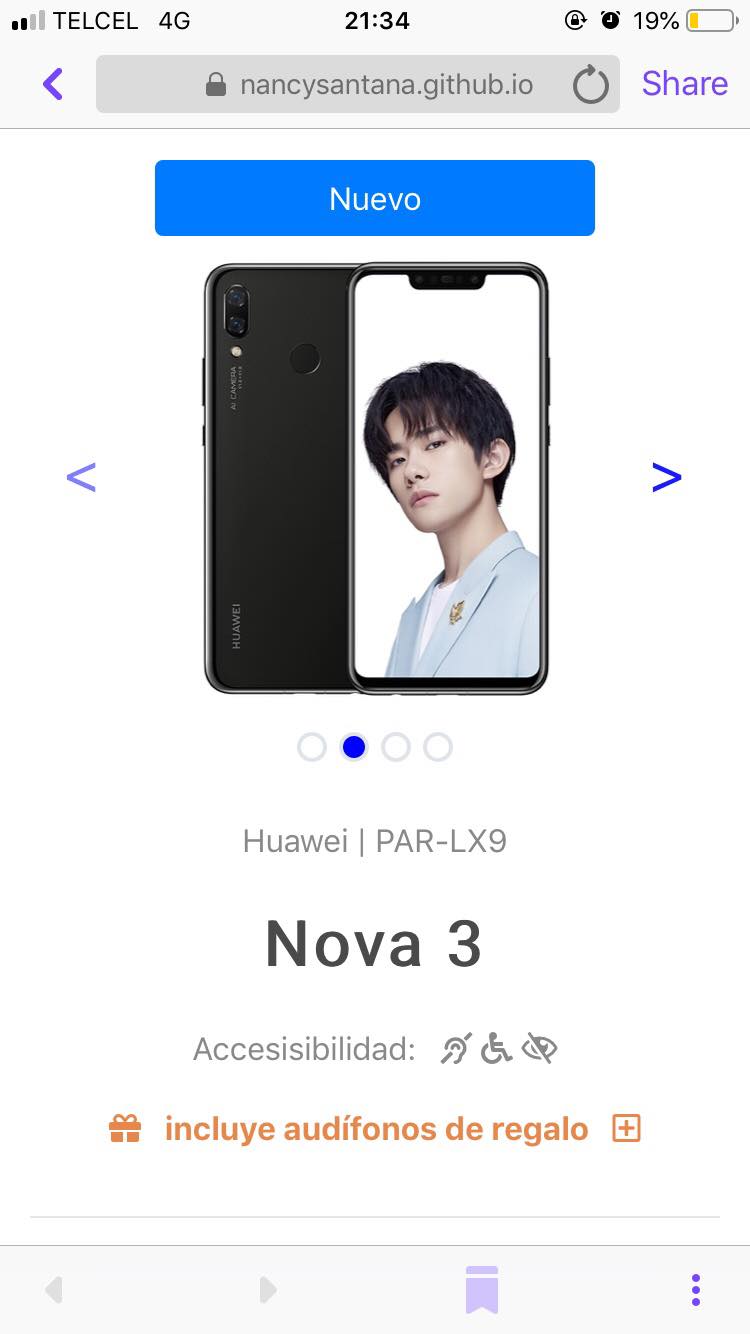 TELCEL 4G 21:34 19%
nancysantana.github.io Share
Nuevo
AI CAMERA
HUAWEI
< >
Huawei | PAR-LX9
Nova 3
Accesisibilidad:
incluye audífonos de regalo